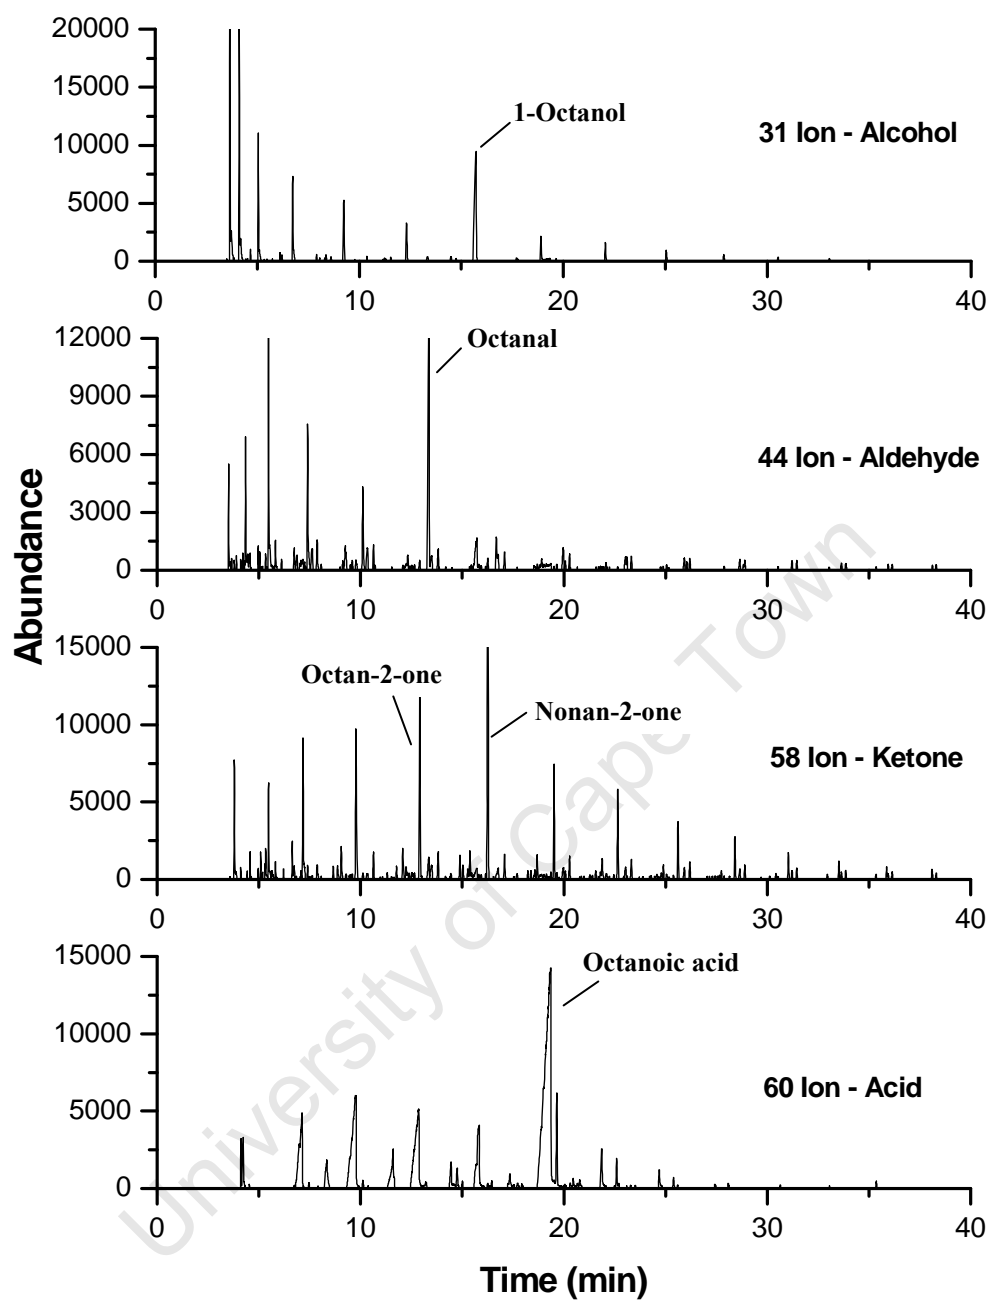 20000
15000
10000
5000
0
0 10 20 30 40
1-Octanol
31 Ion - Alcohol
12000
9000
6000
3000
0
0 10 20 30 40
Octanal
44 Ion - Aldehyde
Abundance
15000
10000
5000
0
0 10 20 30 40
Octan-2-one
Nonan-2-one
58 Ion - Ketone
15000
10000
5000
0
0 10 20 30 40
Octanoic acid
60 Ion - Acid
Time (min)
University of Cape Town